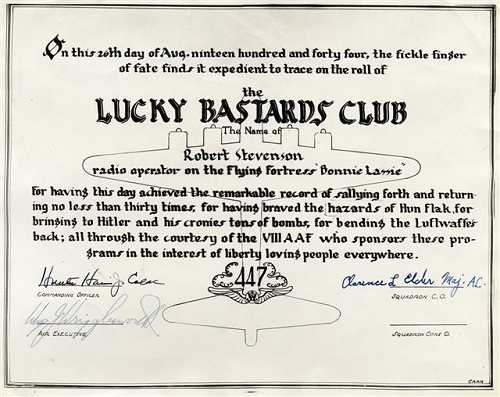 On this 26th day of Aug. nineteen hundred and forty four, the fickle finger
of fate finds it expedient to trace on the roll of
the
LUCKY BASTARDS CLUB
The Name of
Robert Stevenson
radio operator on the Flying Fortress "Bonnie Lassie"
for having this day achieved the remarkable record of sallying forth and return-
ing no less than thirty times, for having braved the hazards of Hun flak, for
bringing to Hitler and his cronies tons of bombs, for bending the Luftwaffes
back; all through the courtesy of the VIII AAF who sponsors these pro-
grams in the interest of liberty loving people everywhere.
447
COMMANDING OFFICER
Clarence L Elder Maj. A.C.
SQUADRON C.O.
AIR EXECUTIVE
SQUADRON OPNS O.